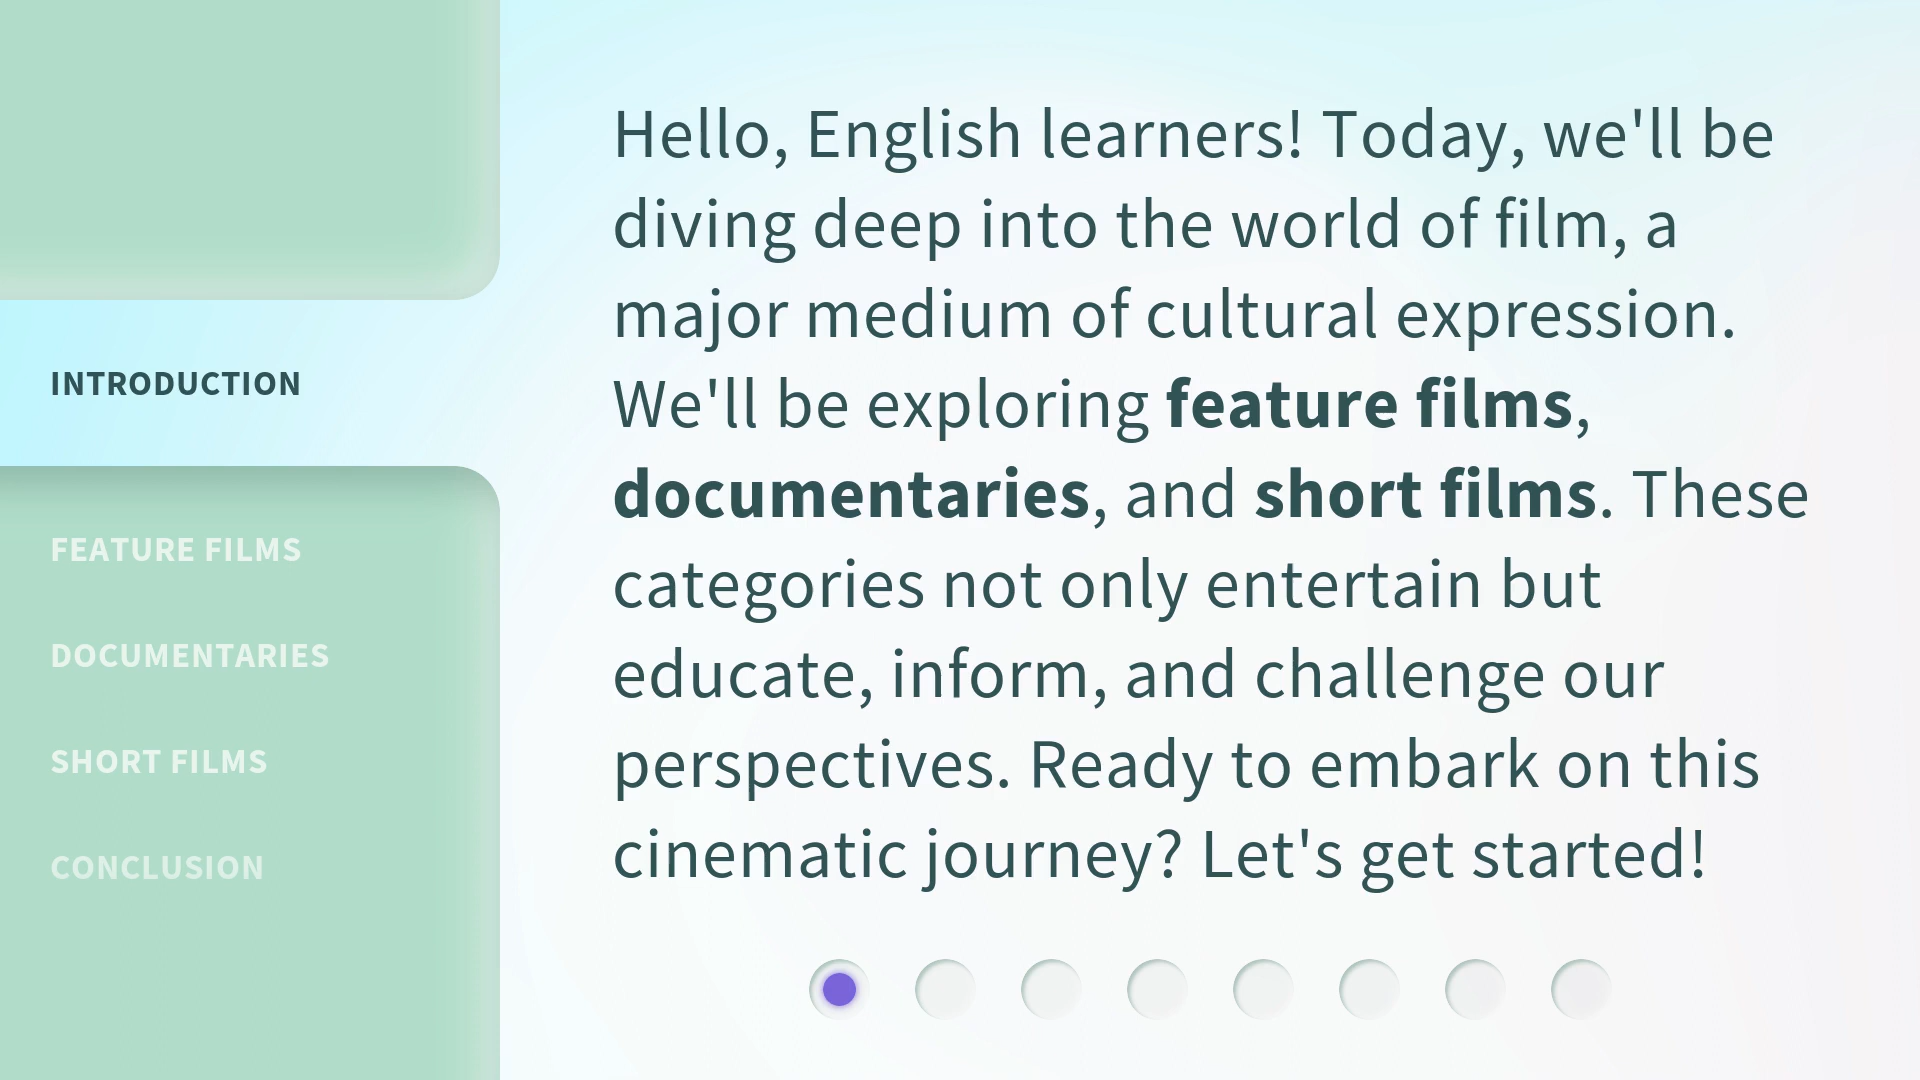 INTRODUCTION
FEATURE FILMS
DOCUMENTARIES
SHORT FILMS
CONCLUSION
Hello, English learners! Today, we'll be
diving deep into the world of film, a
major medium of cultural expression.
We'll be exploring feature films,
documentaries, and short films. These
categories not only entertain but
educate, inform, and challenge our
perspectives. Ready to embark on this
cinematic journey? Let's get started!